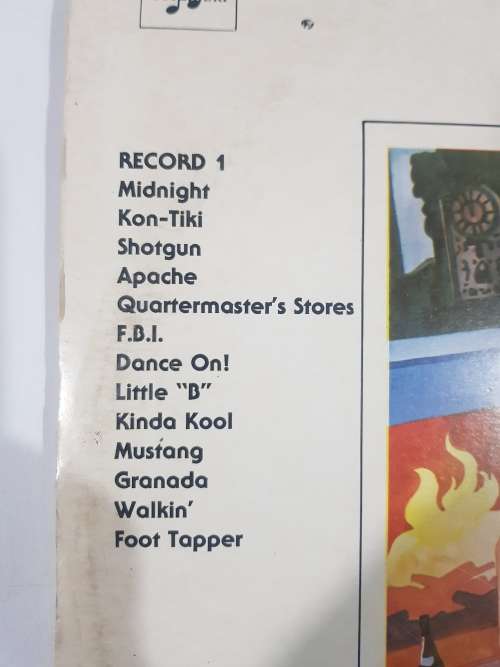 RECORD 1
Midnight
Kon-Tiki
Shotgun
Apache
Quartermaster's Stores
F.B.I.
Dance On!
Little "B"
Kinda Kool
Mustang
Granada
Walkin'
Foot Tapper